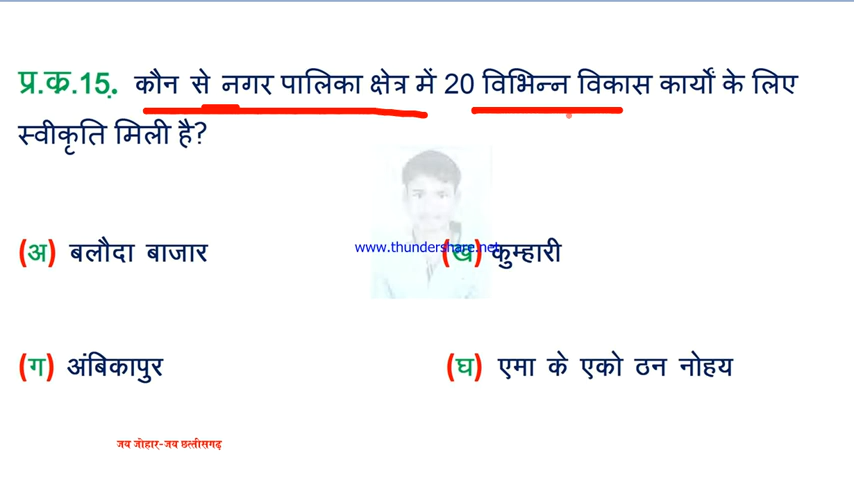 प्र.क.15. कौन से नगर पालिका क्षेत्र में 20 विभिन्न विकास कार्यों के लिए
स्वीकृति मिली है?
www.thundershare.net
(अ) बलौदा बाजार (ख) कुम्हारी
(ग) अंबिकापुर (घ) एमा के एको ठन नोहय
जय जोहार-जय छत्तीसगढ़